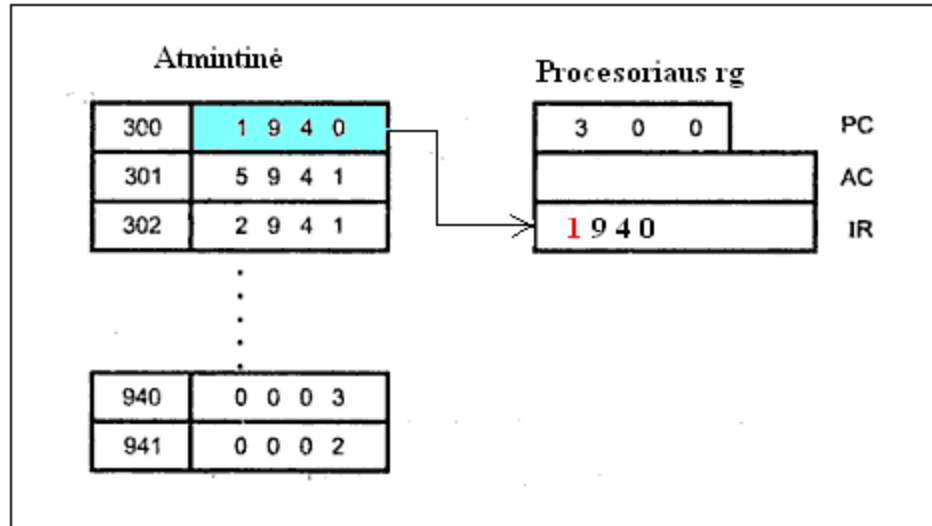 Atmintinė
300 1 9 4 0
301 5 9 4 1
302 2 9 4 1
940 0 0 0 3
941 0 0 0 2
Procesoriaus rg
3 0 0 PC
AC
1 9 4 0 IR